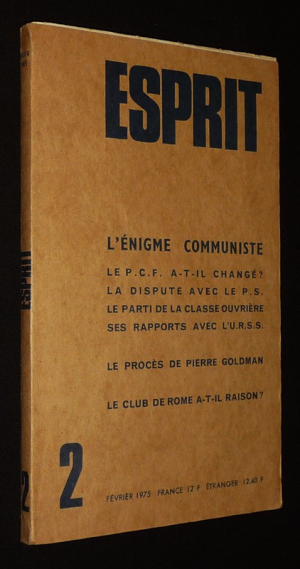 ESPRIT
L'ÉNIGME COMMUNISTE
LE P.C.F. A-T-IL CHANGÉ?
LA DISPUTE AVEC LE P.S.
LE PARTI DE LA CLASSE OUVRIÈRE
SES RAPPORTS AVEC L'U.R.S.S.
LE PROCÈS DE PIERRE GOLDMAN
LE CLUB DE ROME A-T-IL RAISON?
2
FÉVRIER 1975 FRANCE 12 F ÉTRANGER 12,40 F
ESPRIT
2